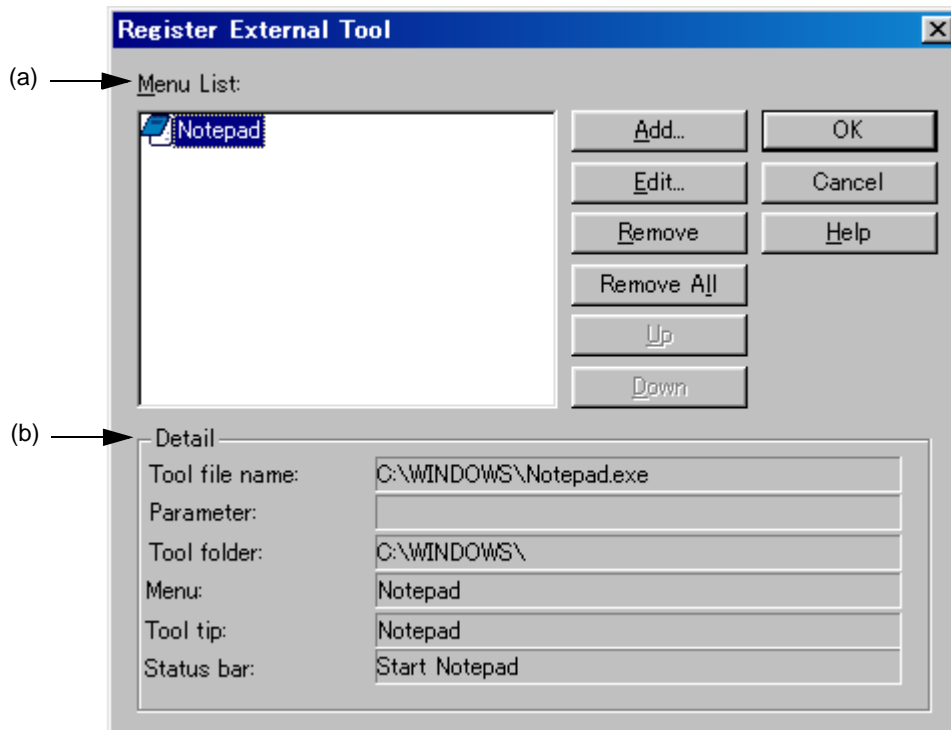 Register External Tool
(a)
Menu List:
Notepad
Add...
OK
Edit...
Cancel
Remove
Help
Remove All
Up
Down
(b)
Detail
Tool file name: C:\WINDOWS\Notepad.exe
Parameter:
Tool folder: C:\WINDOWS\
Menu: Notepad
Tool tip: Notepad
Status bar: Start Notepad